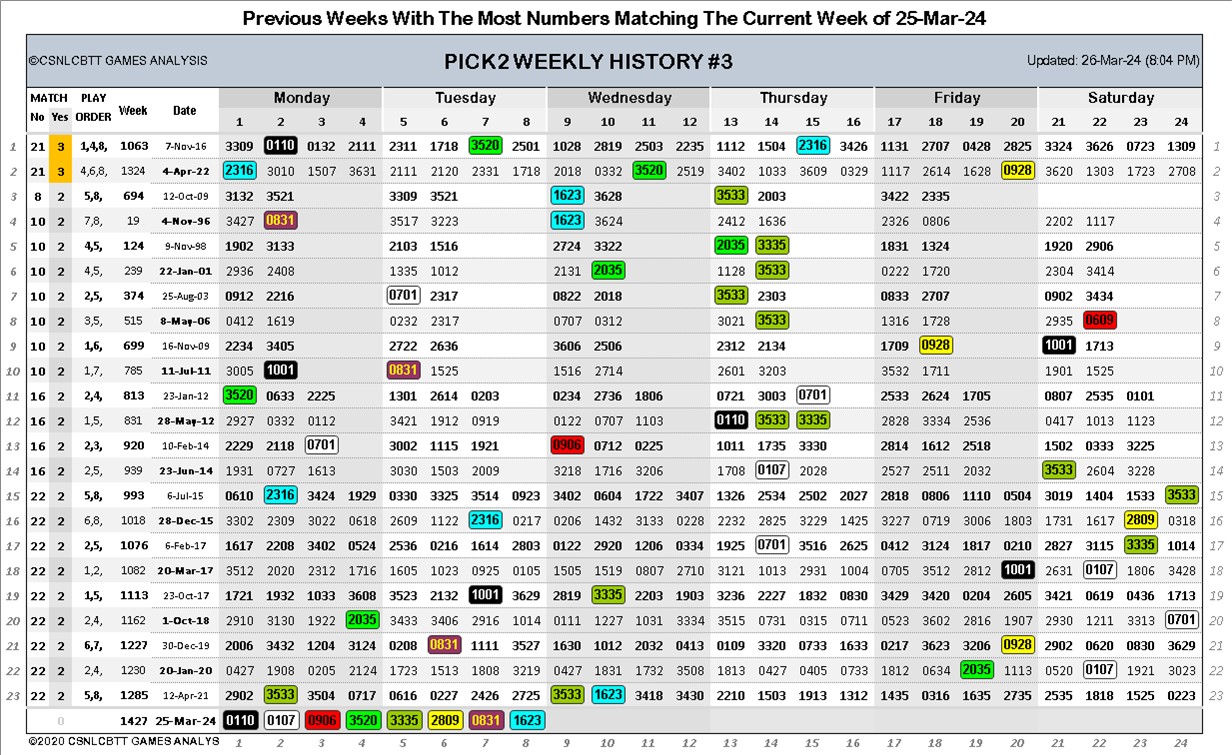 Previous Weeks With The Most Numbers Matching The Current Week of 25-Mar-24
©CSNLCBTT GAMES ANALYSIS PICK2 WEEKLY HISTORY #3 Updated: 26-Mar-24 (8:04 PM)
MATCH PLAY Week Date Monday Tuesday Wednesday Thursday Friday Saturday
No Yes ORDER 1 2 3 4 5 6 7 8 9 10 11 12 13 14 15 16 17 18 19 20 21 22 23 24
1 21 3 1,4,8, 1063 7-Nov-16 3309 0110 0132 2111 2311 1718 3520 2501 1028 2819 2503 2235 1112 1504 2316 3426 1131 2707 0428 2825 3324 3626 0723 1309 1
2 21 3 4,6,8, 1324 4-Apr-22 2316 3010 1507 3631 2111 2120 2331 1718 2018 0332 3520 2519 3402 1033 3609 0329 1117 2614 1628 0928 3620 1303 1723 2708 2
3 8 2 5,8, 694 12-Oct-09 3132 3521 3309 3521 1623 3628 3533 2003 3422 2335 3
4 10 2 7,8, 19 4-Nov-96 3427 0831 3517 3223 1623 3624 2412 1636 2326 0806 2202 1117 4
5 10 2 4,5, 124 9-Nov-98 1902 3133 2103 1516 2724 3322 2035 3335 1831 1324 1920 2906 5
6 10 2 4,5, 239 22-Jan-01 2936 2408 1335 1012 2131 2035 1128 3533 0222 1720 2304 3414 6
7 10 2 2,5, 374 25-Aug-03 0912 2216 0701 2317 0822 2018 3533 2303 0833 2707 0902 3434 7
8 10 2 3,5, 515 8-May-06 0412 1619 0232 2317 0707 0312 3021 3533 1316 1728 2935 0609 8
9 10 2 1,6, 699 16-Nov-09 2234 3405 2722 2636 3606 2506 2312 2134 1709 0928 1001 1713 9
10 10 2 1,7, 785 11-Jul-11 3005 1001 0831 1525 1516 2714 2601 3203 3532 1711 1901 1525 10
11 16 2 2,4, 813 23-Jan-12 3520 0633 2225 1301 2614 0203 0234 2736 1806 0721 3003 0701 2533 2624 1705 0807 2535 0101 11
12 16 2 1,5, 831 28-May-12 2927 0332 0112 3421 1912 0919 0122 0707 1103 0110 3533 3335 2828 3334 2536 0417 1013 1123 12
13 16 2 2,3, 920 10-Feb-14 2229 2118 0701 3002 1115 1921 0906 0712 0225 1011 1735 3330 2814 1612 2518 1502 0333 3225 13
14 16 2 2,5, 939 23-Jun-14 1931 0727 1613 3030 1503 2009 3218 1716 3206 1708 0107 2028 2527 2511 2032 3533 2604 3228 14
15 22 2 5,8, 993 6-Jul-15 0610 2316 3424 1929 0330 3325 3514 0923 3402 0604 1722 3407 1326 2534 2502 2027 2818 0806 1110 0504 3019 1404 1533 3533 15
16 22 2 6,8, 1018 28-Dec-15 3302 2309 3022 0618 2609 1122 2316 0217 0206 1432 3133 0228 2232 2825 3229 1425 3227 0719 3006 1803 1731 1617 2809 0318 16
17 22 2 2,5, 1076 6-Feb-17 1617 2208 3402 0524 2536 0216 1614 2803 0122 2920 1206 0334 1925 0701 3516 2625 0412 3124 1817 0210 2827 3115 3335 1014 17
18 22 2 1,2, 1082 20-Mar-17 3512 2020 2312 1716 1605 1023 0925 0105 1505 1519 0807 2710 3121 1013 2931 1004 0705 3512 2812 1001 2631 0107 1806 3428 18
19 22 2 1,5, 1113 23-Oct-17 1721 1932 1033 3608 3523 2132 1001 3629 2819 3335 2203 1903 3236 2227 1832 0830 3429 3420 0204 2605 3421 0619 0436 1713 19
20 22 2 2,4, 1162 1-Oct-18 2910 3130 1922 2035 3433 3406 2916 1014 0111 1227 1031 3334 3515 0731 0315 0711 0523 3602 2816 1907 2930 1211 3313 0701 20
21 22 2 6,7, 1227 30-Dec-19 2006 3432 1204 3124 0208 0831 1111 3527 1630 1012 2032 0413 0109 3320 0733 1633 0217 3623 3206 0928 2902 0620 0830 3629 21
22 22 2 2,4, 1230 20-Jan-20 0427 1908 0205 2124 1723 1513 1808 3219 0427 1831 1732 3508 1813 0427 0405 0733 1812 0634 2035 1113 0520 0107 1921 3023 22
23 22 2 5,8, 1285 12-Apr-21 2902 3533 3504 0717 0616 0227 2426 2725 3533 1623 3418 3430 2210 1503 1913 1312 1435 0316 1635 2735 2535 1818 1525 0223 23
0 1427 25-Mar-24 0110 0107 0906 3520 3335 2809 0831 1623
©2020 CSNLCBTT GAMES ANALYS 1 2 3 4 5 6 7 8 9 10 11 12 13 14 15 16 17 18 19 20 21 22 23 24